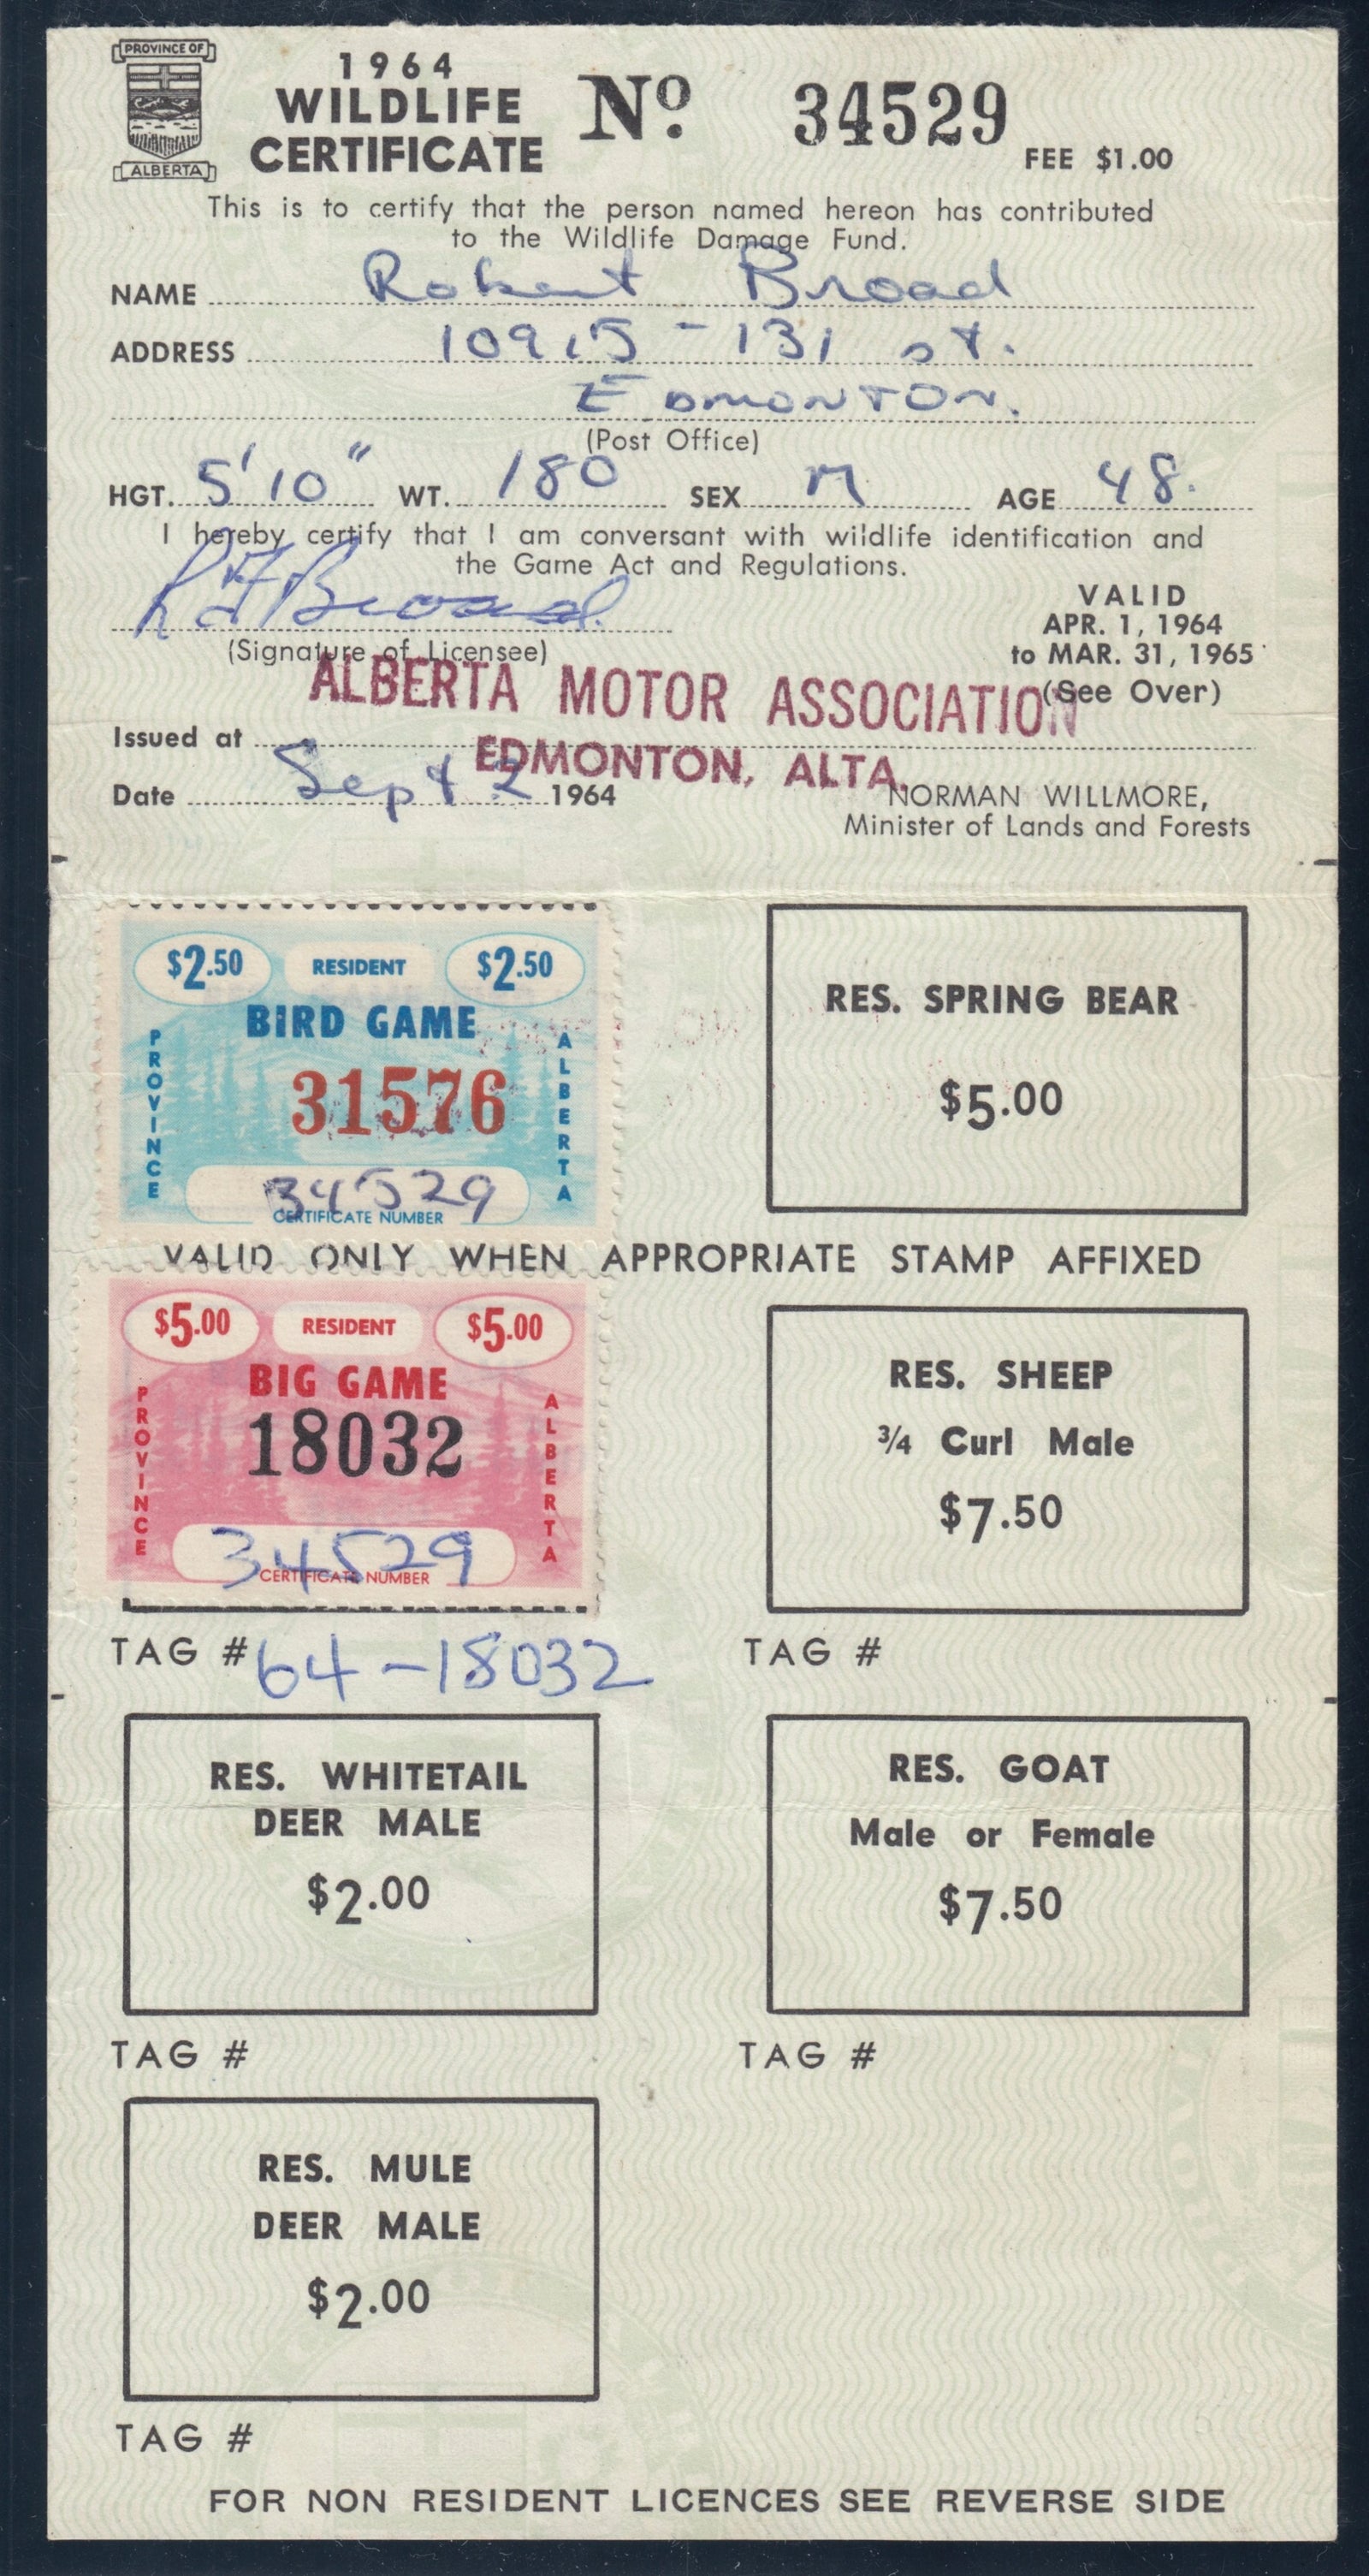 PROVINCE OF
ALBERTA
1964
WILDLIFE
CERTIFICATE
Nº 34529
FEE $1.00
This is to certify that the person named hereon has contributed
to the Wildlife Damage Fund.
NAME Robert Broad
ADDRESS 10915 - 131 st.
EDMONTON.
(Post Office)
HGT. 5'10" WT. 180 SEX M AGE 48.
I hereby certify that I am conversant with wildlife identification and
the Game Act and Regulations.
R F Broad.
(Signature of Licensee)
VALID
APR. 1, 1964
to MAR. 31, 1965
(See Over)
ALBERTA MOTOR ASSOCIATION
Issued at
EDMONTON, ALTA.
Date Sept 2 1964
NORMAN WILLMORE,
Minister of Lands and Forests
$2.50 RESIDENT $2.50
BIRD GAME
PROVINCE
ALBERTA
31576
34529
CERTIFICATE NUMBER
RES. SPRING BEAR
$5.00
VALID ONLY WHEN APPROPRIATE STAMP AFFIXED
$5.00 RESIDENT $5.00
BIG GAME
PROVINCE
ALBERTA
18032
34529
CERTIFICATE NUMBER
TAG # 64-18032
RES. SHEEP
¾ Curl Male
$7.50
TAG #
RES. WHITETAIL
DEER MALE
$2.00
TAG #
RES. GOAT
Male or Female
$7.50
TAG #
RES. MULE
DEER MALE
$2.00
TAG #
FOR NON RESIDENT LICENCES SEE REVERSE SIDE